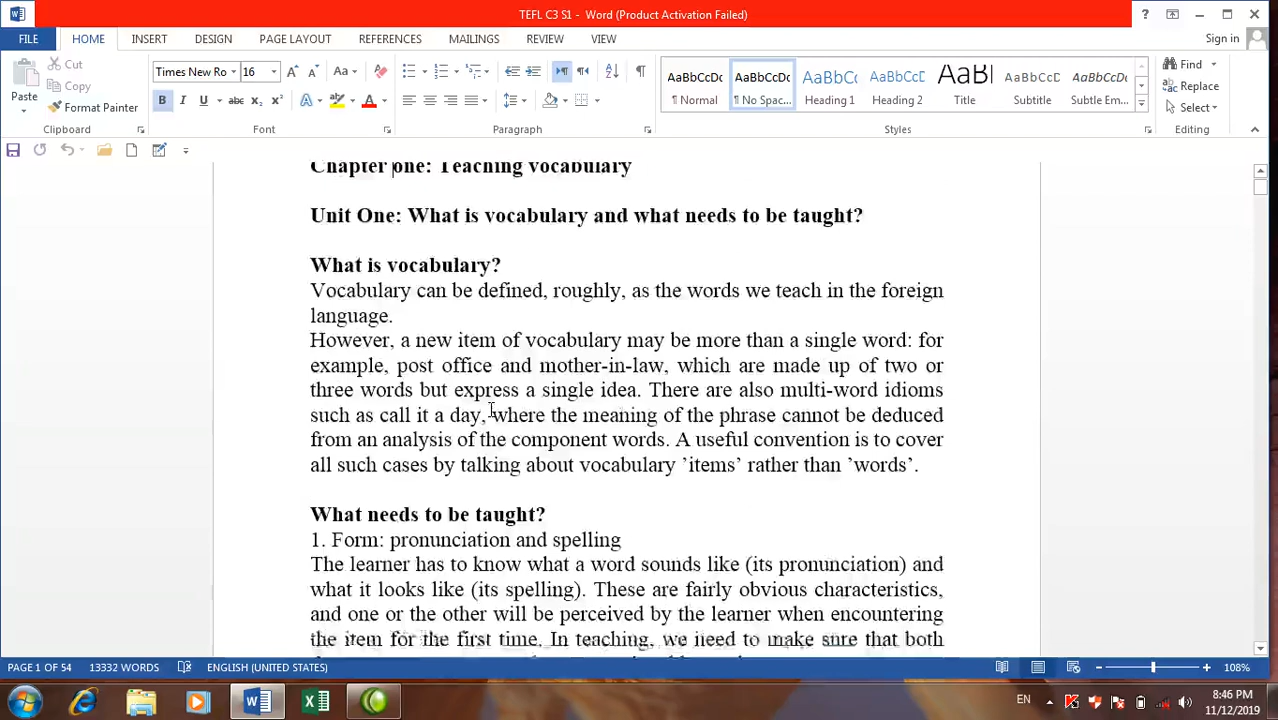 TEFL C3 S1 - Word (Product Activation Failed)
FILE HOME INSERT DESIGN PAGE LAYOUT REFERENCES MAILINGS REVIEW VIEW Sign in
Cut
Copy
Format Painter
Paste
Clipboard
Times New Ro 16
Font
Paragraph
AaBbCcDc AaBbCcDc AaBbCc AaBbCcD AaBl AaBbCcDc AaBbCcDc
¶ Normal ¶ No Spac... Heading 1 Heading 2 Title Subtitle Subtle Em...
Styles
Find
Replace
Select
Editing
Chapter one: Teaching vocabulary
Unit One: What is vocabulary and what needs to be taught?
What is vocabulary?
Vocabulary can be defined, roughly, as the words we teach in the foreign
language.
However, a new item of vocabulary may be more than a single word: for
example, post office and mother-in-law, which are made up of two or
three words but express a single idea. There are also multi-word idioms
such as call it a day, where the meaning of the phrase cannot be deduced
from an analysis of the component words. A useful convention is to cover
all such cases by talking about vocabulary ’items’ rather than ’words’.
What needs to be taught?
1. Form: pronunciation and spelling
The learner has to know what a word sounds like (its pronunciation) and
what it looks like (its spelling). These are fairly obvious characteristics,
and one or the other will be perceived by the learner when encountering
the item for the first time. In teaching, we need to make sure that both
PAGE 1 OF 54 13332 WORDS ENGLISH (UNITED STATES) 108%
EN 8:46 PM
11/12/2019